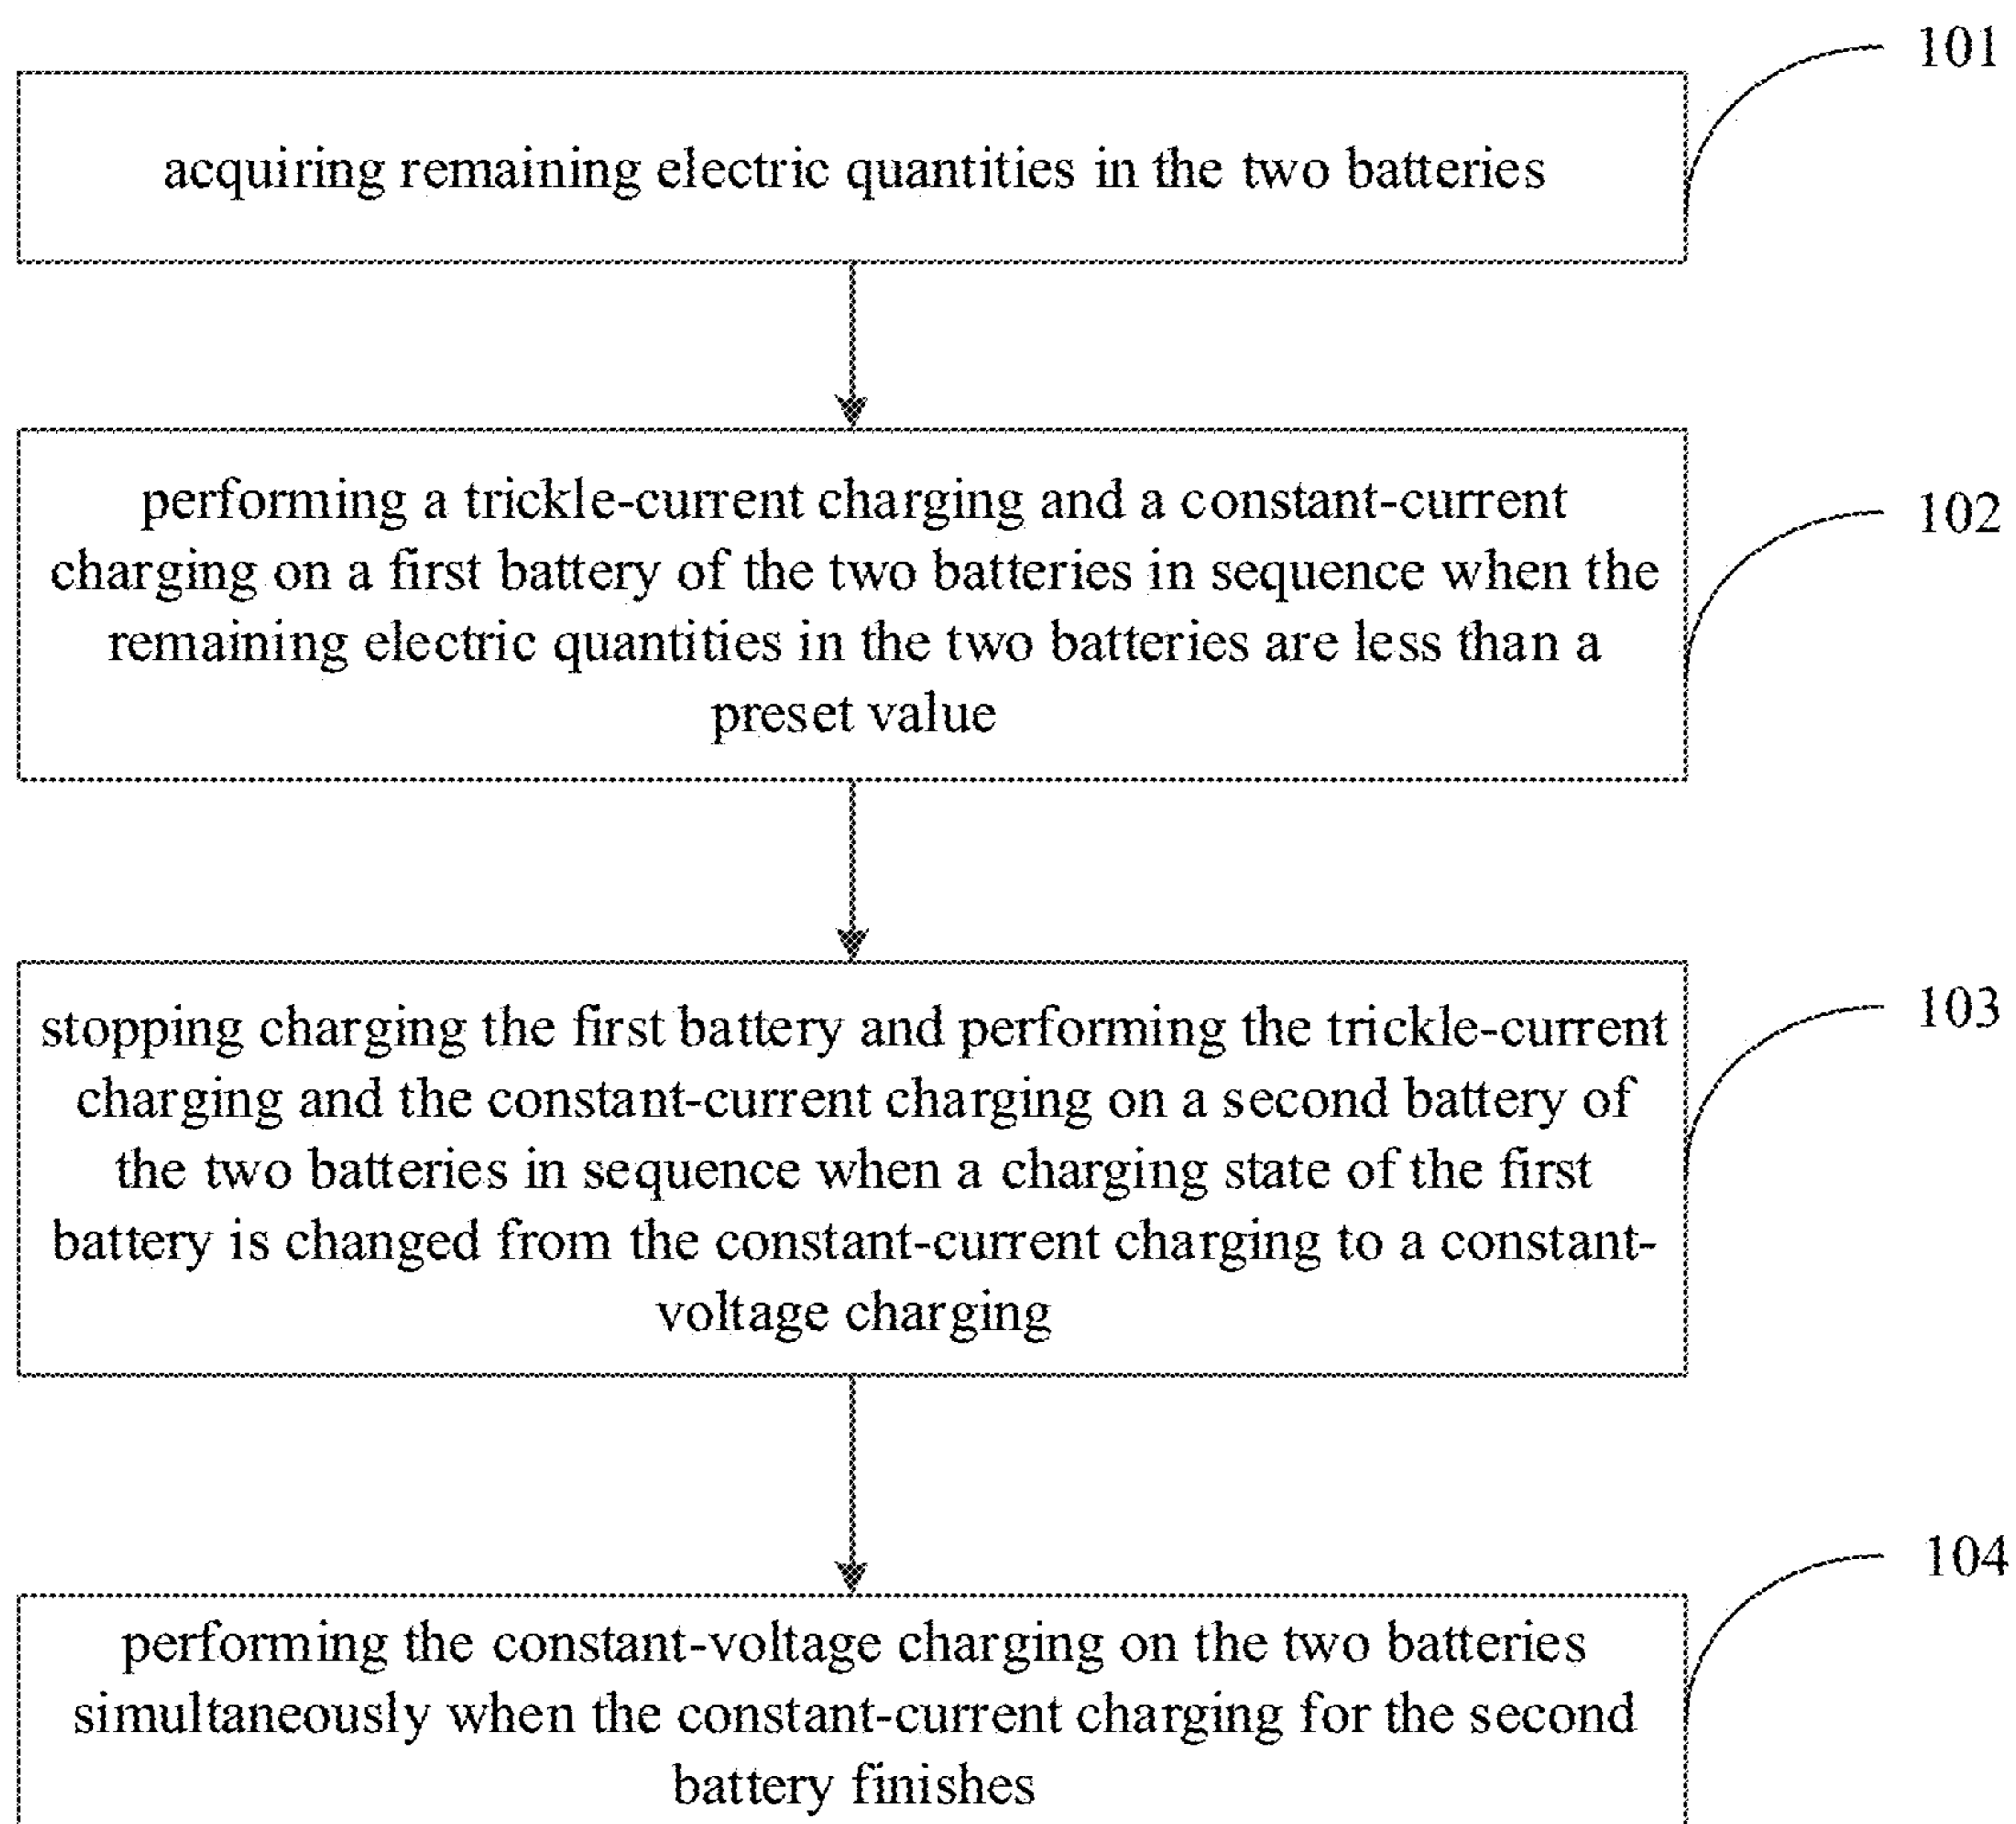 101
acquiring remaining electric quantities in the two batteries
performing a trickle-current charging and a constant-current
102
charging on a first battery of the two batteries in sequence when the
remaining electric quantities in the two batteries are less than a
preset value
stopping charging the first battery and performing the trickle-current
103
charging and the constant-current charging on a second battery of
the two batteries in sequence when a charging state of the first
battery is changed from the constant-current charging to a constant-
voltage charging
104
performing the constant-voltage charging on the two batteries
simultaneously when the constant-current charging for the second
battery finishes